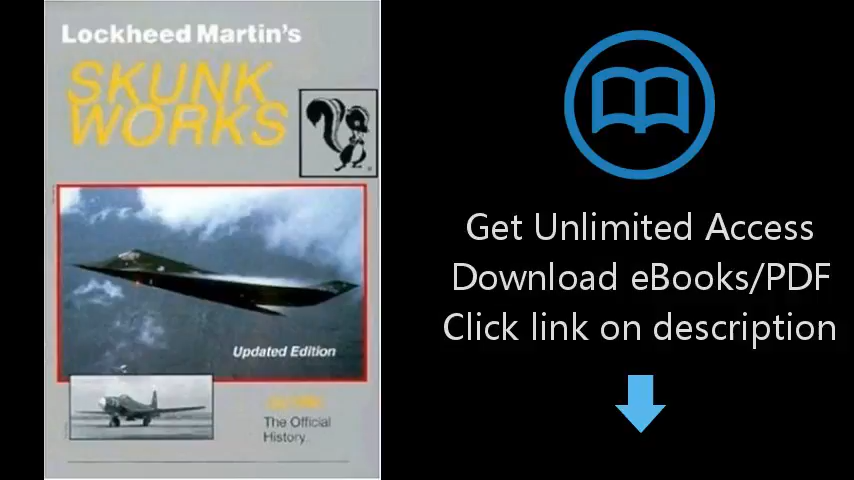 Lockheed Martin's
SKUNK
WORKS
Updated Edition
The Official
History.
Get Unlimited Access
Download eBooks/PDF
Click link on description